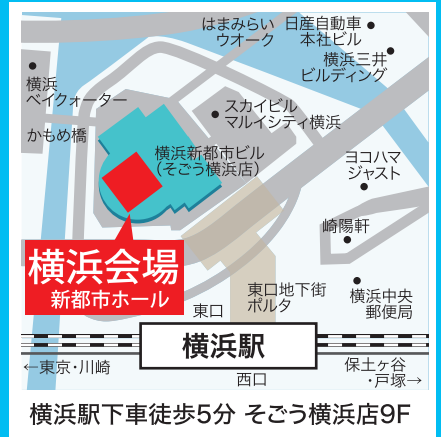 はまみらい
ウオーク
日産自動車
本社ビル
横浜三井
ビルディング
横浜
ベイクォーター
スカイビル
マルイシティ横浜
かもめ橋
横浜新都市ビル
(そごう横浜店)
ヨコハマ
ジャスト
崎陽軒
横浜会場
新都市ホール
東口地下街
ポルタ
横浜中央
郵便局
東口
横浜駅
←東京・川崎
西口
保土ヶ谷
・戸塚→
横浜駅下車徒歩5分 そごう横浜店9F